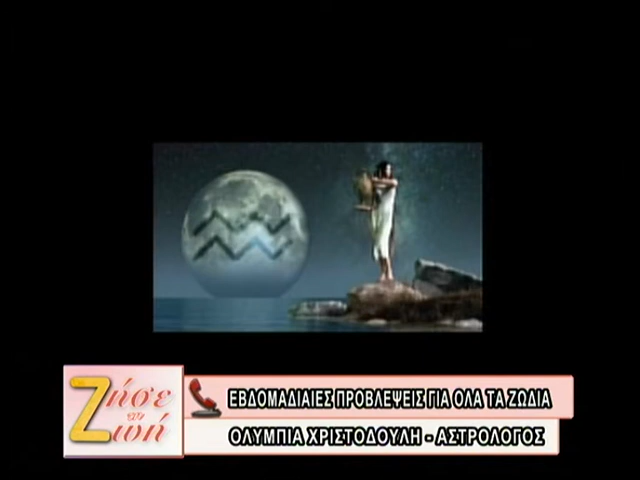 Ζήσε
τη
Ζωή
ΕΒΔΟΜΑΔΙΑΙΕΣ ΠΡΟΒΛΕΨΕΙΣ ΓΙΑ ΟΛΑ ΤΑ ΖΩΔΙΑ
ΟΛΥΜΠΙΑ ΧΡΙΣΤΟΔΟΥΛΗ - ΑΣΤΡΟΛΟΓΟΣ